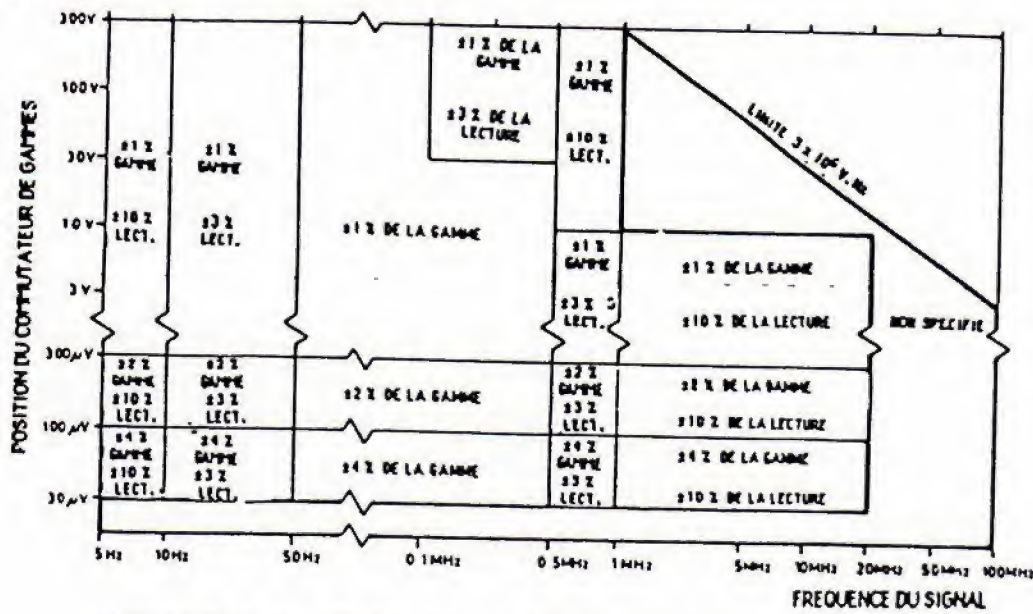 POSITION DU COMMUTATEUR DE GAMMES
300V
100V
30V
10V
3V
300µV
100µV
30µV
±1% GAMME
±10% LECT.
±1% GAMME
±3% LECT.
±1% DE LA GAMME
±1% DE LA GAMME
±3% DE LA LECTURE
±1% GAMME
±10% LECT.
LIMITE 3 x 10⁶ V.Hz
±1% GAMME
±3% LECT.
±1% DE LA GAMME
±10% DE LA LECTURE
NON SPECIFIE
±2% GAMME
±10% LECT.
GAMME
±3% LECT.
±2% DE LA GAMME
±2% GAMME
±3% LECT.
±2% DE LA GAMME
±10% DE LA LECTURE
±4% GAMME
±10% LECT.
±4% GAMME
±3% LECT.
±4% DE LA GAMME
±4% GAMME
±3% LECT.
±4% DE LA GAMME
±10% DE LA LECTURE
5Hz 10Hz 50Hz 0.1MHz 0.5MHz 1MHz 5MHz 10MHz 20MHz 50MHz 100MHz
FREQUENCE DU SIGNAL